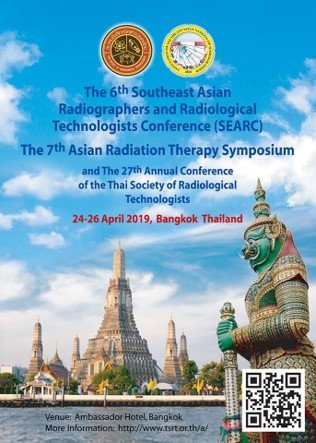 The 6th Southeast Asian
Radiographers and Radiological
Technologists Conference (SEARC)
The 7th Asian Radiation Therapy Symposium
and The 27th Annual Conference
of the Thai Society of Radiological
Technologists
24-26 April 2019, Bangkok Thailand
Venue: Ambassador Hotel, Bangkok
More Information: http://www.tsrt.or.th/a/